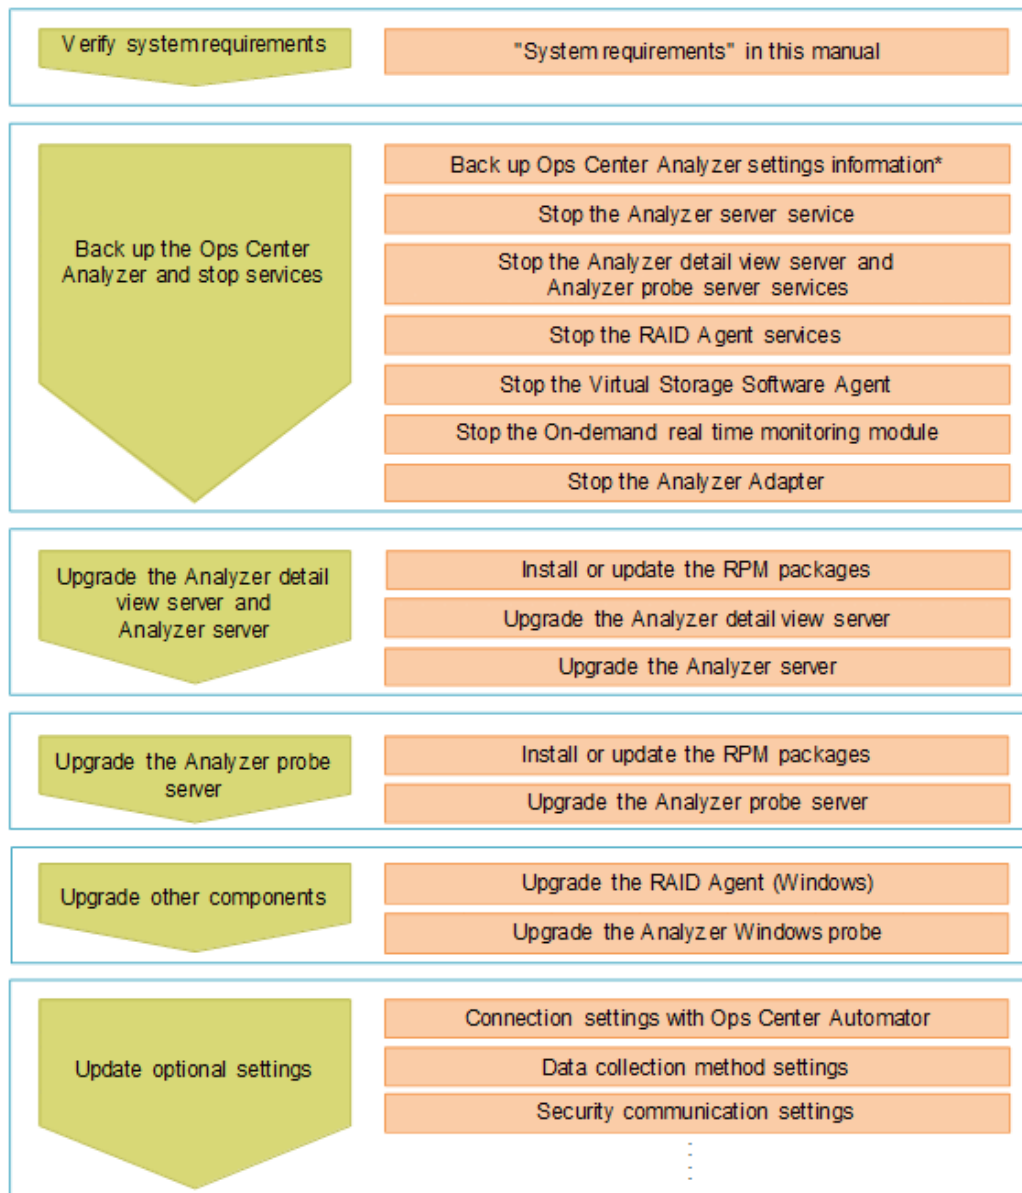 Verify system requirements
"System requirements" in this manual
Back up the Ops Center
Analyzer and stop services
Back up Ops Center Analyzer settings information*
Stop the Analyzer server service
Stop the Analyzer detail view server and
Analyzer probe server services
Stop the RAID Agent services
Stop the Virtual Storage Software Agent
Stop the On-demand real time monitoring module
Stop the Analyzer Adapter
Upgrade the Analyzer detail
view server and
Analyzer server
Install or update the RPM packages
Upgrade the Analyzer detail view server
Upgrade the Analyzer server
Upgrade the Analyzer probe
server
Install or update the RPM packages
Upgrade the Analyzer probe server
Upgrade other components
Upgrade the RAID Agent (Windows)
Upgrade the Analyzer Windows probe
Update optional settings
Connection settings with Ops Center Automator
Data collection method settings
Security communication settings